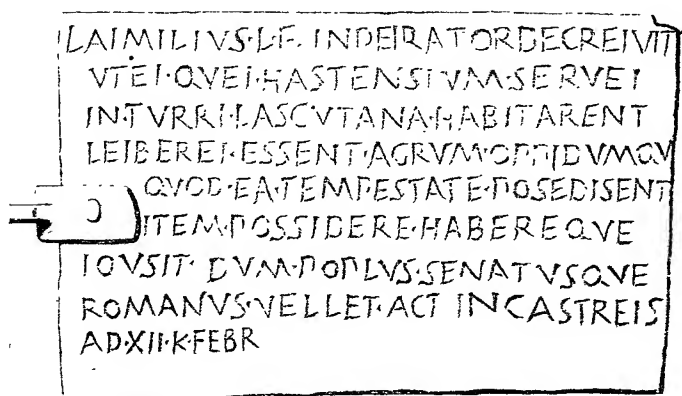 L·AIMILIVS·L·F·INPEIRATOR·DECREIVIT
VTEI·QVEI·HASTENSIVM·SERVEI
IN·TVRRI·LASCVTANA·HABITARENT
LEIBEREI·ESSENT·AGRVM·OPPIDVMQV
QVOD·EA·TEMPESTATE·POSEDISENT
ITEM·POSSIDERE·HABEREQVE
IOVSIT·DVM·POPLVS·SENATVSQVE
ROMANVS·VELLET·ACT IN CASTREIS
A·D·XII·K·FEBR